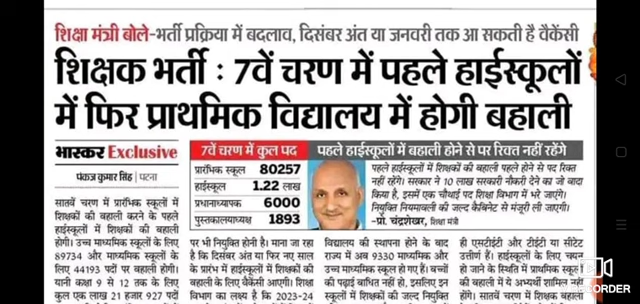 शिक्षा मंत्री बोले-भर्ती प्रक्रिया में बदलाव, दिसंबर अंत या जनवरी तक आ सकती है वैकेंसी
शिक्षक भर्ती : 7वें चरण में पहले हाईस्कूलों
में फिर प्राथमिक विद्यालय में होगी बहाली
भास्कर Exclusive
पंकज कुमार सिंह | पटना
सातवें चरण में प्रारंभिक स्कूलों में
शिक्षकों की बहाली करने के पहले
हाईस्कूलों में शिक्षकों की बहाली
होगी। उच्च माध्यमिक स्कूलों के लिए
89734 और माध्यमिक स्कूलों के
लिए 44193 पदों पर बहाली होगी।
यानी कक्षा 9 से 12 तक के लिए
कुल एक लाख 21 हजार 927 पदों
7वें चरण में कुल पद
प्रारंभिक स्कूल 80257
हाईस्कूल 1.22 लाख
प्रधानाध्यापक 6000
पुस्तकालयाध्यक्ष 1893
पर भी नियुक्ति होनी है। माना जा रहा
है कि दिसंबर अंत या फिर नए साल
के प्रारंभ में हाईस्कूलों में शिक्षकों की
बहाली के लिए वैकेंसी आएगी। शिक्षा
विभाग का लक्ष्य है कि 2023-24
पहले हाईस्कूलों में बहाली होने से पर रिक्त नहीं रहेंगे
पहले हाईस्कूलों में शिक्षकों की बहाली पहले होने से पद रिक्त
नहीं रहेंगे। सरकार ने 10 लाख सरकारी नौकरी देने का जो वादा
किया है, इसमें एक चौथाई पद शिक्षा विभाग में भरे जाएंगे।
नियुक्ति नियमावली की जल्द कैबिनेट से मंजूरी ली जाएगी।
-प्रो. चंद्रशेखर, शिक्षा मंत्री
विद्यालय की स्थापना होने के बाद
राज्य में अब 9330 माध्यमिक और
उच्च माध्यमिक स्कूल हो गए हैं। बच्चों
की पढ़ाई बाधित नहीं हो, इसलिए इन
स्कूलों में शिक्षकों की जल्द नियुक्ति
ही एसटीईटी और टीईटी या सीटेट
उत्तीर्ण हैं। हाईस्कूलों के लिए चयन
हो जाने के स्थिति में प्राथमिक स्कूल
की बहाली में ये अभ्यर्थी शामिल नहीं
होंगे। सातवें चरण में शिक्षक बहाली
CORDER